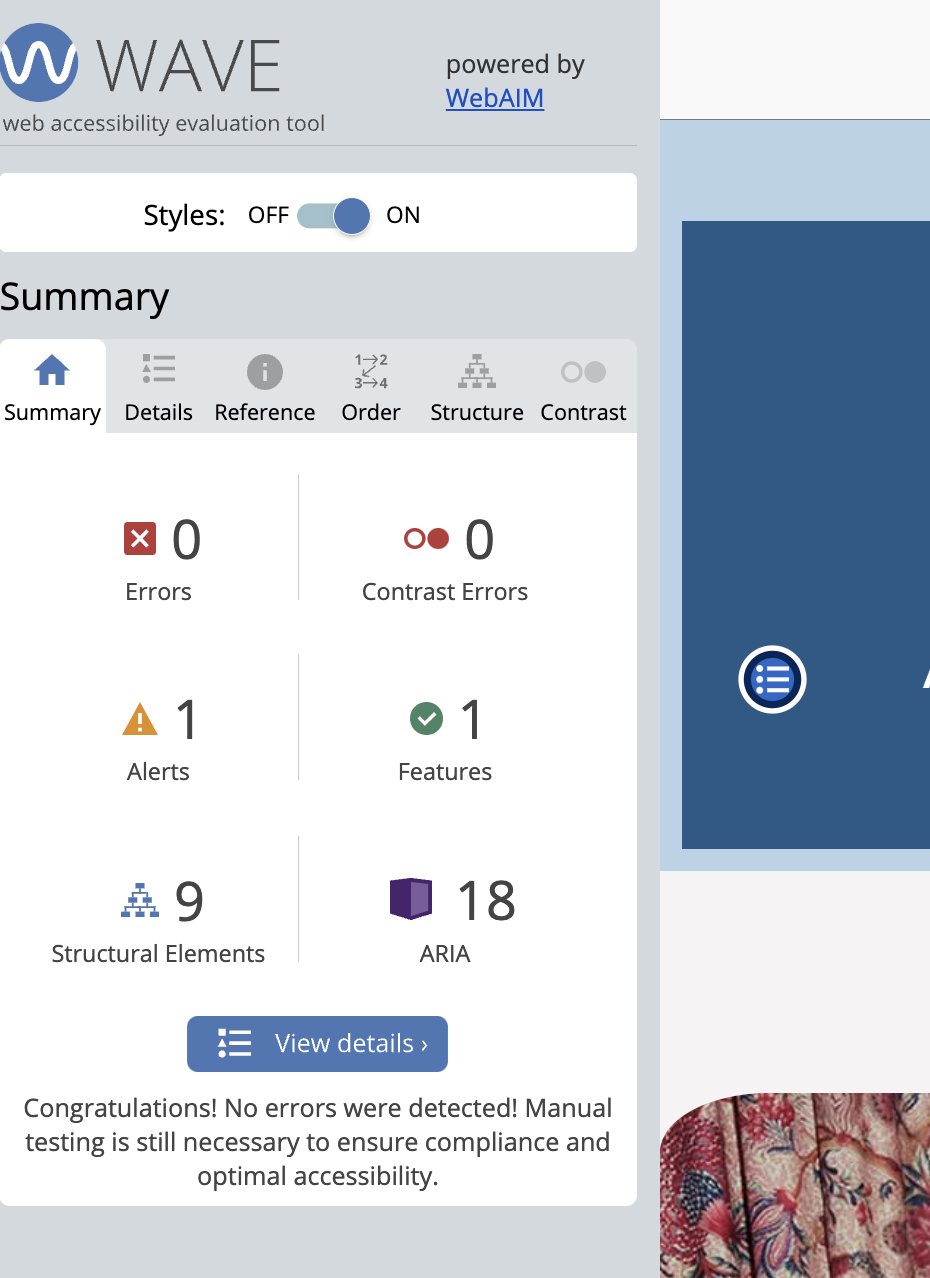 WAVE
powered by
WebAIM
web accessibility evaluation tool
Styles: OFF ON
Summary
1→2
3→4
Summary Details Reference Order Structure Contrast
0 0
Errors Contrast Errors
1 1
Alerts Features
9 18
Structural Elements ARIA
View details ›
Congratulations! No errors were detected! Manual
testing is still necessary to ensure compliance and
optimal accessibility.